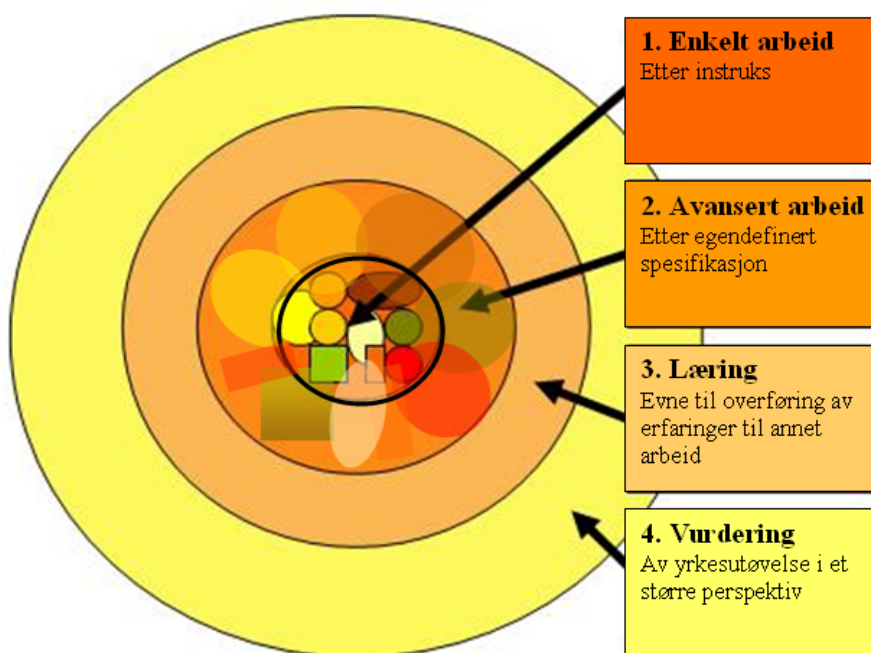 1. Enkelt arbeid
Etter instruks
2. Avansert arbeid
Etter egendefinert
spesifikasjon
3. Læring
Evne til overføring av
erfaringer til annet
arbeid
4. Vurdering
Av yrkesutøvelse i et
større perspektiv